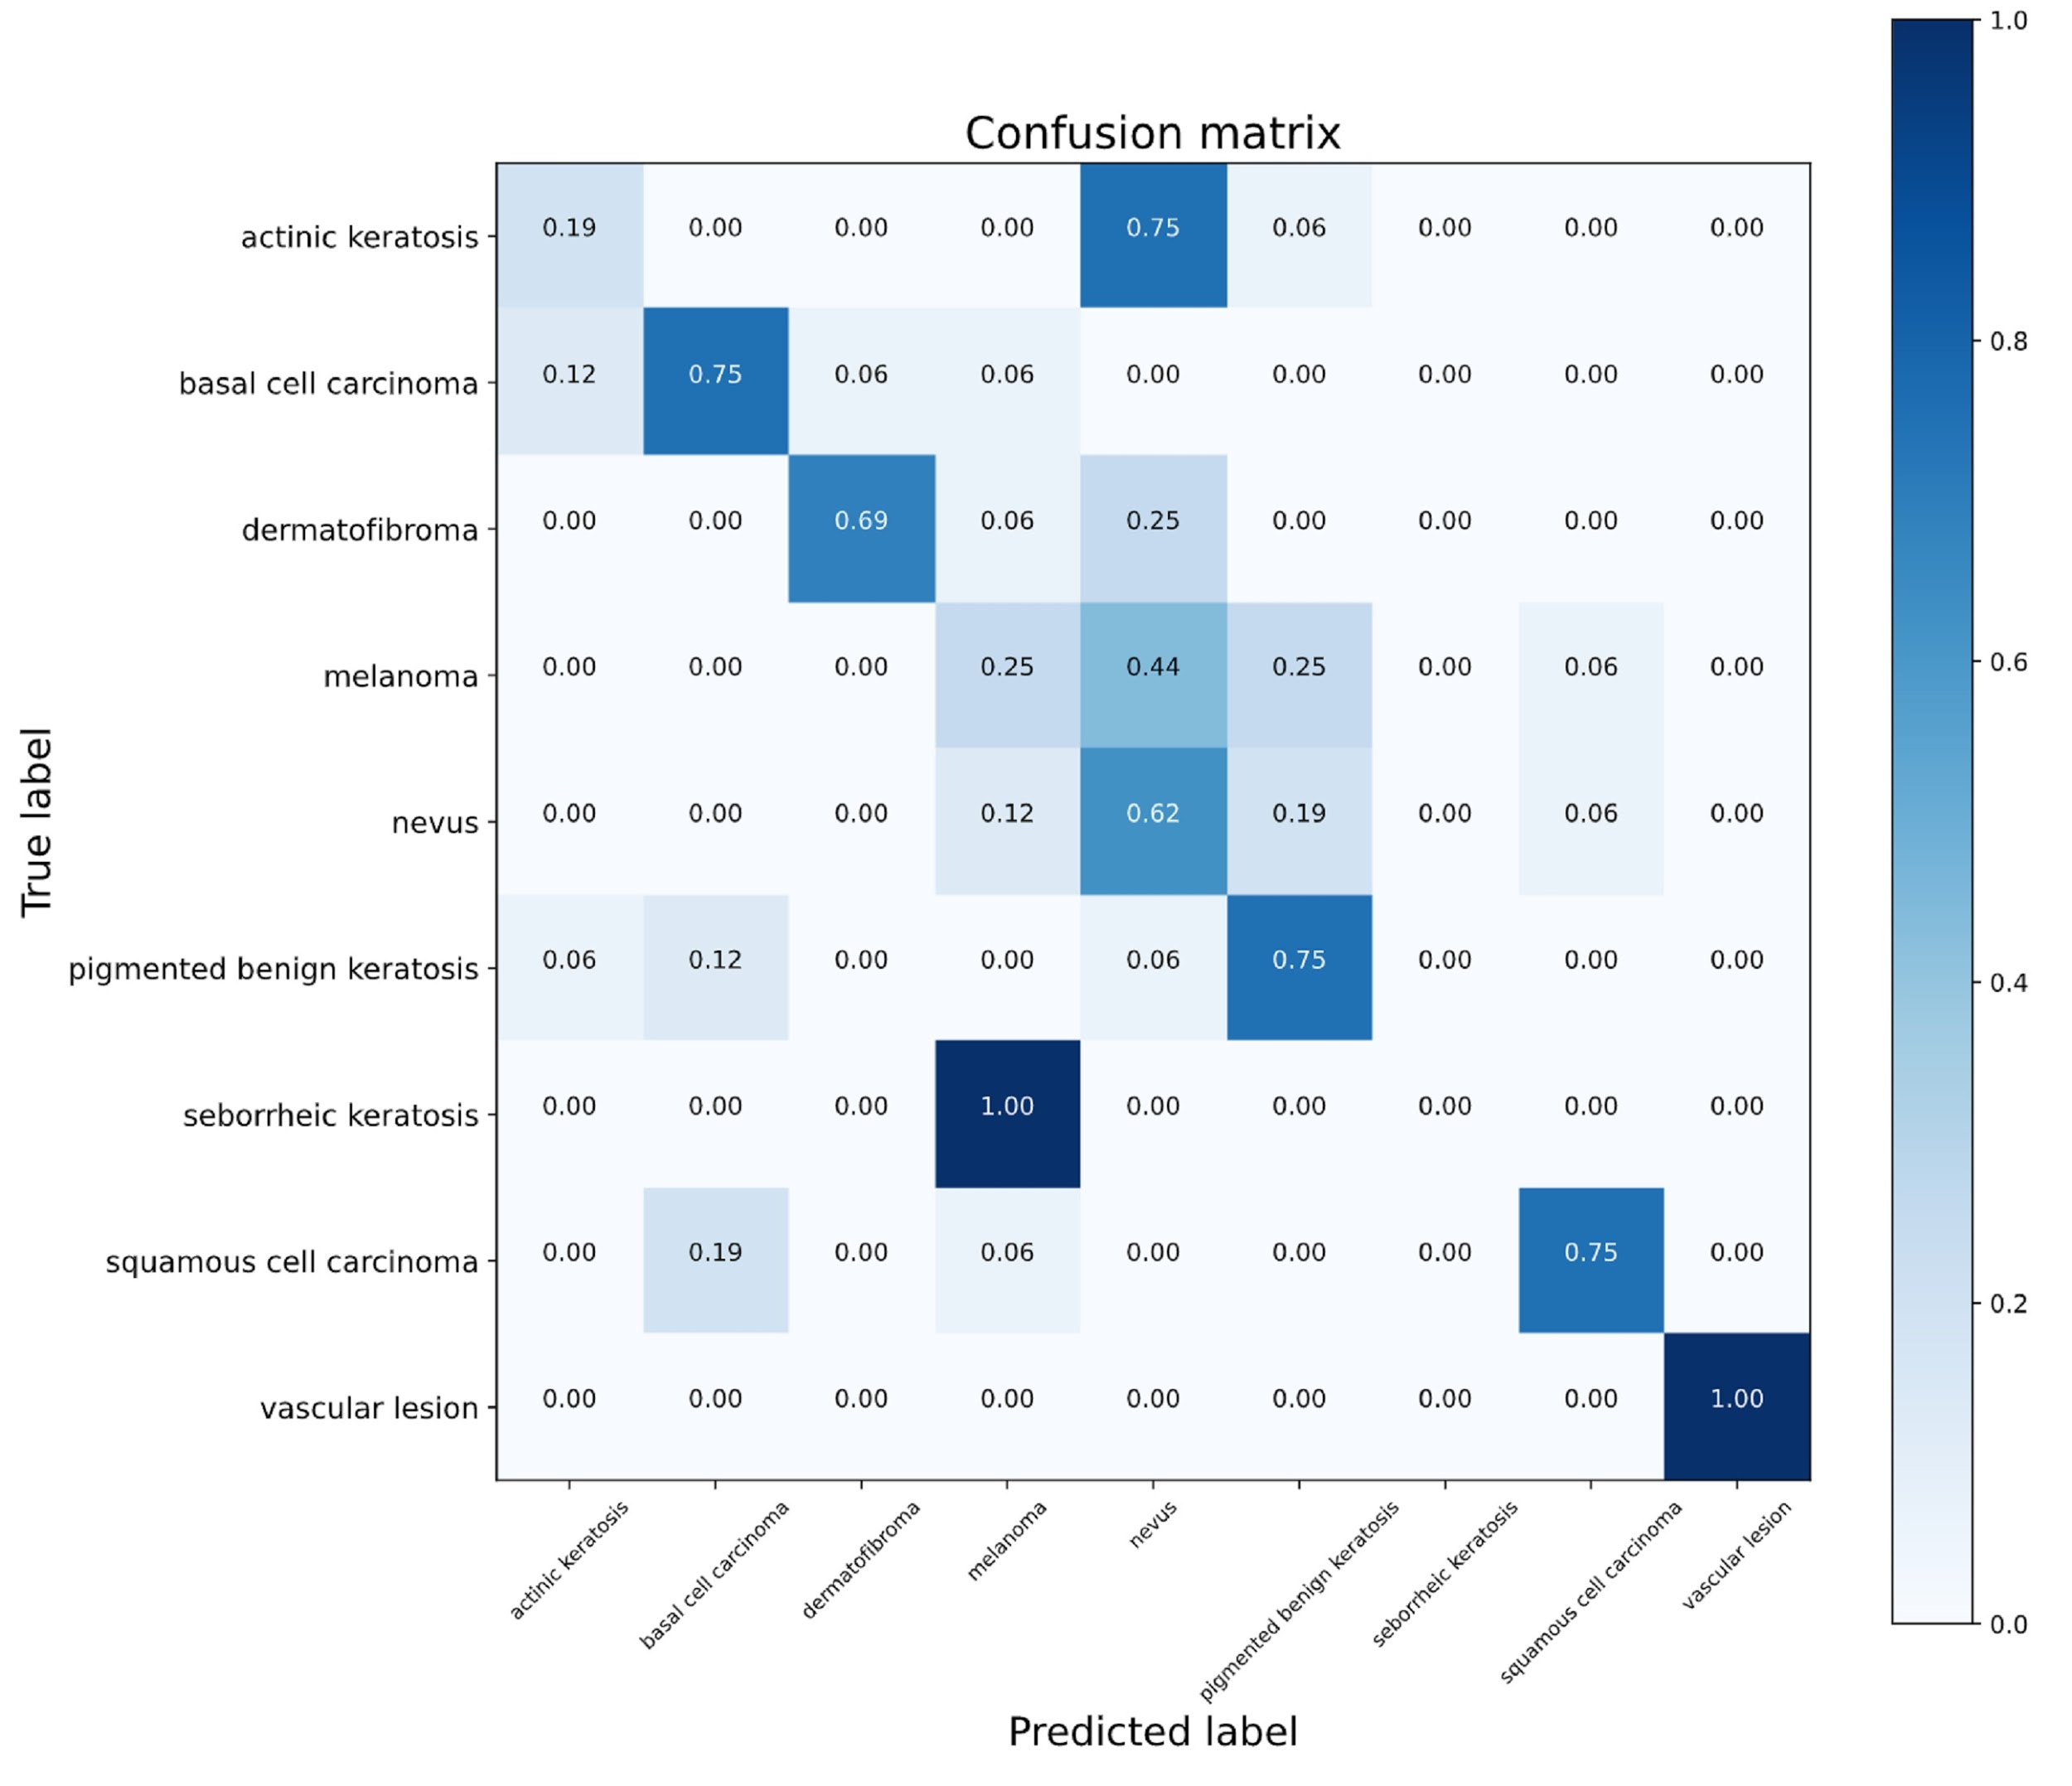 Confusion matrix
True label
actinic keratosis 0.19 0.00 0.00 0.00 0.75 0.06 0.00 0.00 0.00
basal cell carcinoma 0.12 0.75 0.06 0.06 0.00 0.00 0.00 0.00 0.00
dermatofibroma 0.00 0.00 0.69 0.06 0.25 0.00 0.00 0.00 0.00
melanoma 0.00 0.00 0.00 0.25 0.44 0.25 0.00 0.06 0.00
nevus 0.00 0.00 0.00 0.12 0.62 0.19 0.00 0.06 0.00
pigmented benign keratosis 0.06 0.12 0.00 0.00 0.06 0.75 0.00 0.00 0.00
seborrheic keratosis 0.00 0.00 0.00 1.00 0.00 0.00 0.00 0.00 0.00
squamous cell carcinoma 0.00 0.19 0.00 0.06 0.00 0.00 0.00 0.75 0.00
vascular lesion 0.00 0.00 0.00 0.00 0.00 0.00 0.00 0.00 1.00
actinic keratosis
basal cell carcinoma
dermatofibroma
melanoma
nevus
pigmented benign keratosis
seborrheic keratosis
squamous cell carcinoma
vascular lesion
Predicted label
1.0
0.8
0.6
0.4
0.2
0.0